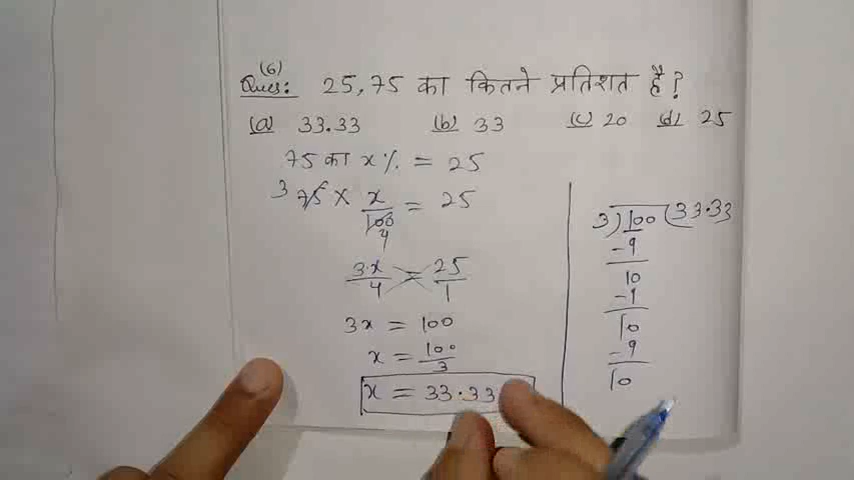 (6)
Ques: 25,75 का कितने प्रतिशत है?
(a) 33.33 (b) 33 (c) 20 (d) 25
75 का x% = 25
3 75 × x/100 = 25
4
3·x/4 = 25/1
3x = 100
x = 100/3
x = 33.33
3)100(33.33
-9
10
-9
10
-9
10